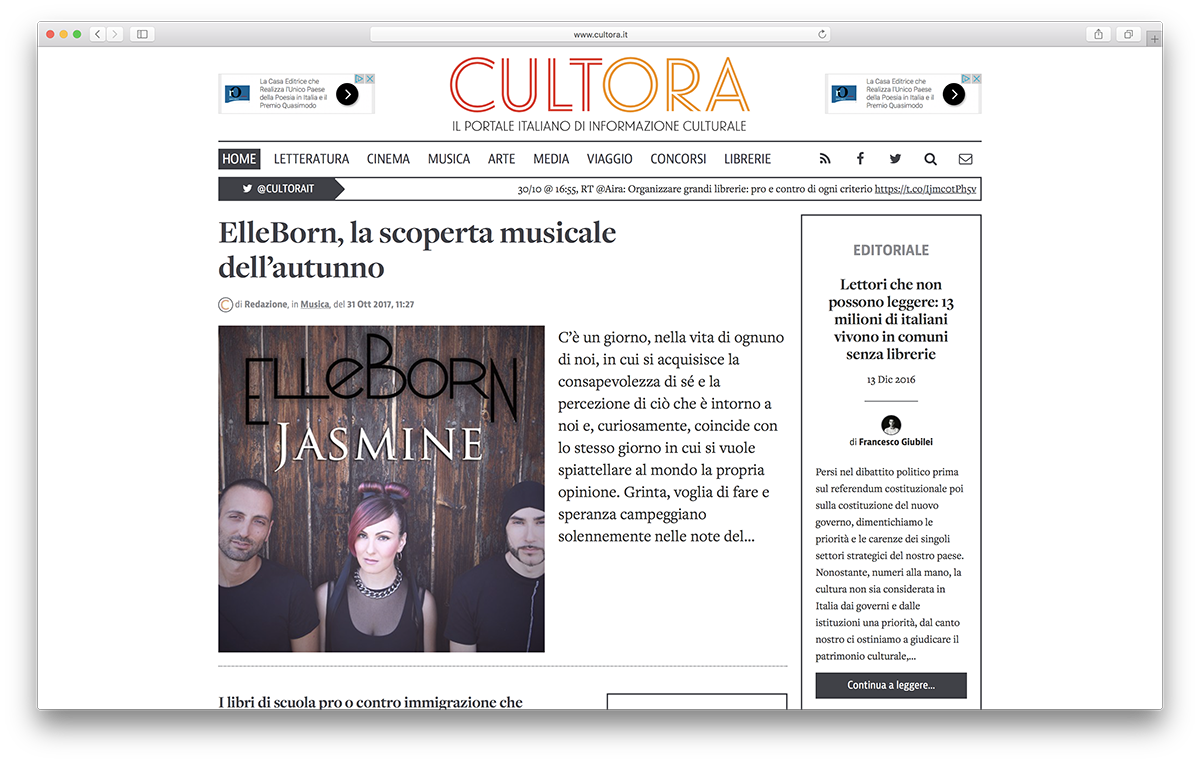 www.cultora.it
La Casa Editrice che
Realizza l'Unico Paese
della Poesia in Italia e il
Premio Quasimodo
CULTORA
IL PORTALE ITALIANO DI INFORMAZIONE CULTURALE
La Casa Editrice che
Realizza l'Unico Paese
della Poesia in Italia e il
Premio Quasimodo
HOME LETTERATURA CINEMA MUSICA ARTE MEDIA VIAGGIO CONCORSI LIBRERIE
@CULTORAIT
30/10 @ 16:55, RT @Aira: Organizzare grandi librerie: pro e contro di ogni criterio https://t.co/Ijmc0tPh5v
ElleBorn, la scoperta musicale
dell'autunno
di Redazione, in Musica, del 31 Ott 2017, 11:27
ELLEBORN
JASMINE
C'è un giorno, nella vita di ognuno
di noi, in cui si acquisisce la
consapevolezza di sé e la
percezione di ciò che è intorno a
noi e, curiosamente, coincide con
lo stesso giorno in cui si vuole
spiattellare al mondo la propria
opinione. Grinta, voglia di fare e
speranza campeggiano
solennemente nelle note del...
I libri di scuola pro o contro immigrazione che
EDITORIALE
Lettori che non
possono leggere: 13
milioni di italiani
vivono in comuni
senza librerie
13 Dic 2016
di Francesco Giubilei
Persi nel dibattito politico prima
sul referendum costituzionale poi
sulla costituzione del nuovo
governo, dimentichiamo le
priorità e le carenze dei singoli
settori strategici del nostro paese.
Nonostante, numeri alla mano, la
cultura non sia considerata in
Italia dai governi e dalle
istituzioni una priorità, dal canto
nostro ci ostiniamo a giudicare il
patrimonio culturale,...
Continua a leggere...